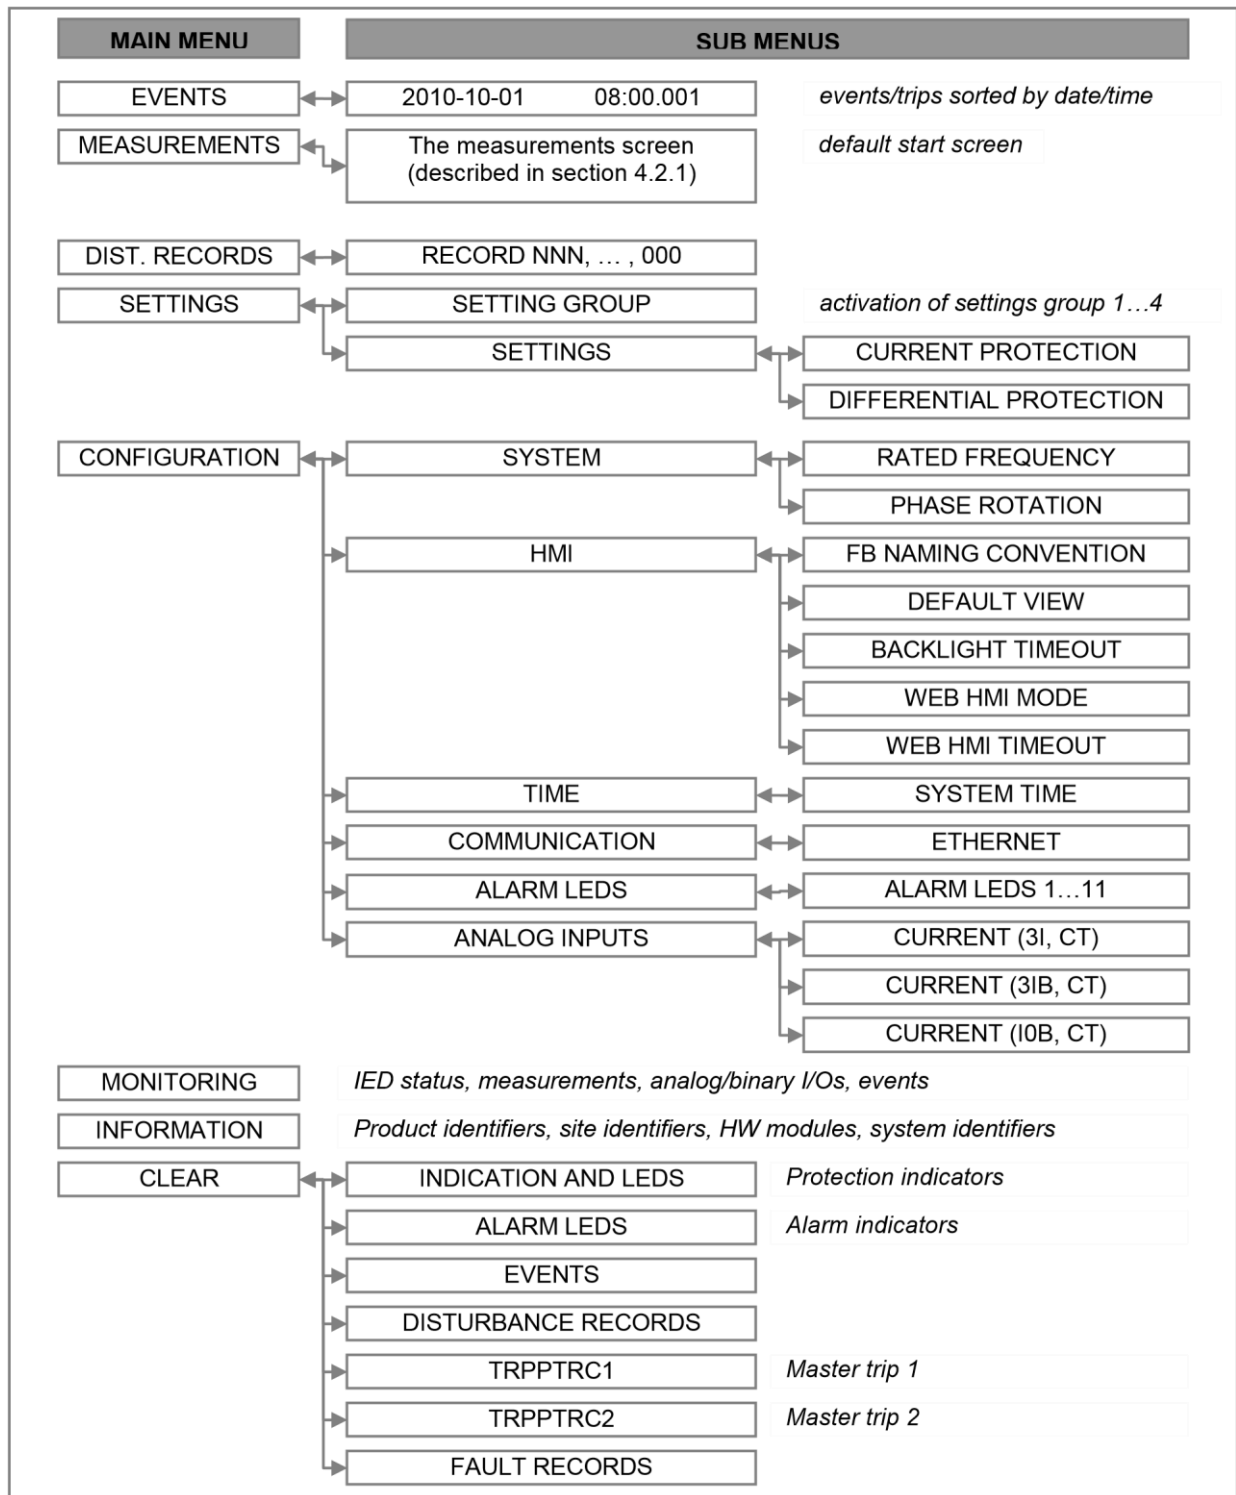 MAIN MENU
SUB MENUS
EVENTS
2010-10-01 08:00.001
events/trips sorted by date/time
MEASUREMENTS
The measurements screen
(described in section 4.2.1)
default start screen
DIST. RECORDS
RECORD NNN, … , 000
SETTINGS
SETTING GROUP
activation of settings group 1…4
SETTINGS
CURRENT PROTECTION
DIFFERENTIAL PROTECTION
CONFIGURATION
SYSTEM
RATED FREQUENCY
PHASE ROTATION
HMI
FB NAMING CONVENTION
DEFAULT VIEW
BACKLIGHT TIMEOUT
WEB HMI MODE
WEB HMI TIMEOUT
TIME
SYSTEM TIME
COMMUNICATION
ETHERNET
ALARM LEDS
ALARM LEDS 1…11
ANALOG INPUTS
CURRENT (3I, CT)
CURRENT (3IB, CT)
CURRENT (I0B, CT)
MONITORING
IED status, measurements, analog/binary I/Os, events
INFORMATION
Product identifiers, site identifiers, HW modules, system identifiers
CLEAR
INDICATION AND LEDS
Protection indicators
ALARM LEDS
Alarm indicators
EVENTS
DISTURBANCE RECORDS
TRPPTRC1
Master trip 1
TRPPTRC2
Master trip 2
FAULT RECORDS